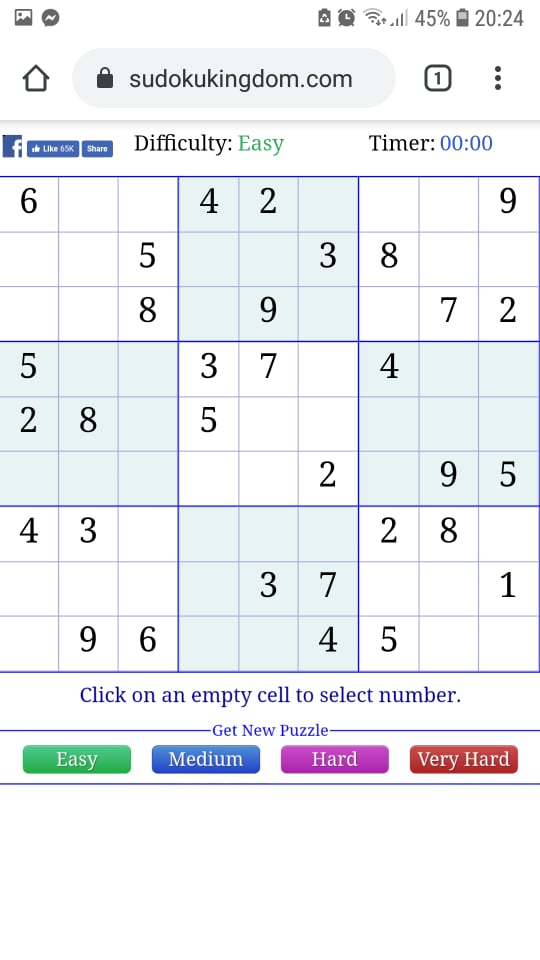 45% 20:24
sudokukingdom.com 1
f Like 65K Share Difficulty: Easy Timer: 00:00
6 4 2 9
5 3 8
8 9 7 2
5 3 7 4
2 8 5
2 9 5
4 3 2 8
3 7 1
9 6 4 5
Click on an empty cell to select number.
Get New Puzzle
Easy Medium Hard Very Hard